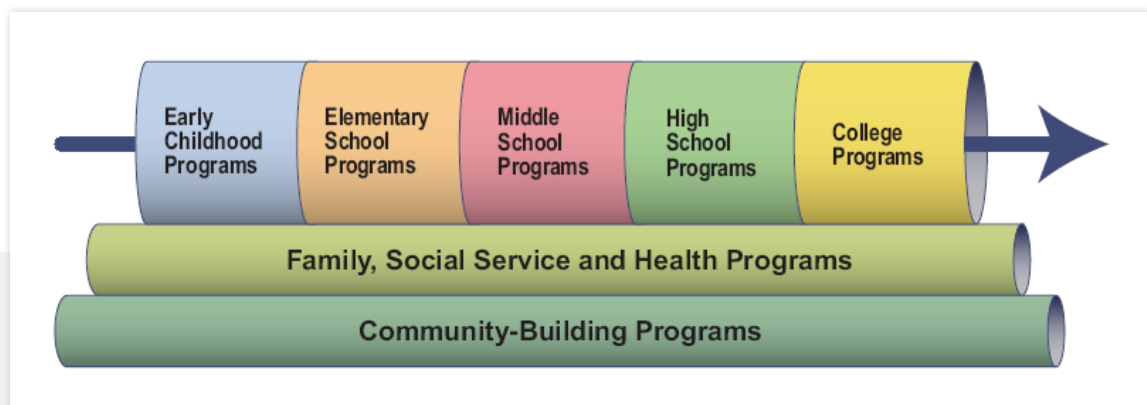 Early
Childhood
Programs
Elementary
School
Programs
Middle
School
Programs
High
School
Programs
College
Programs
Family, Social Service and Health Programs
Community-Building Programs